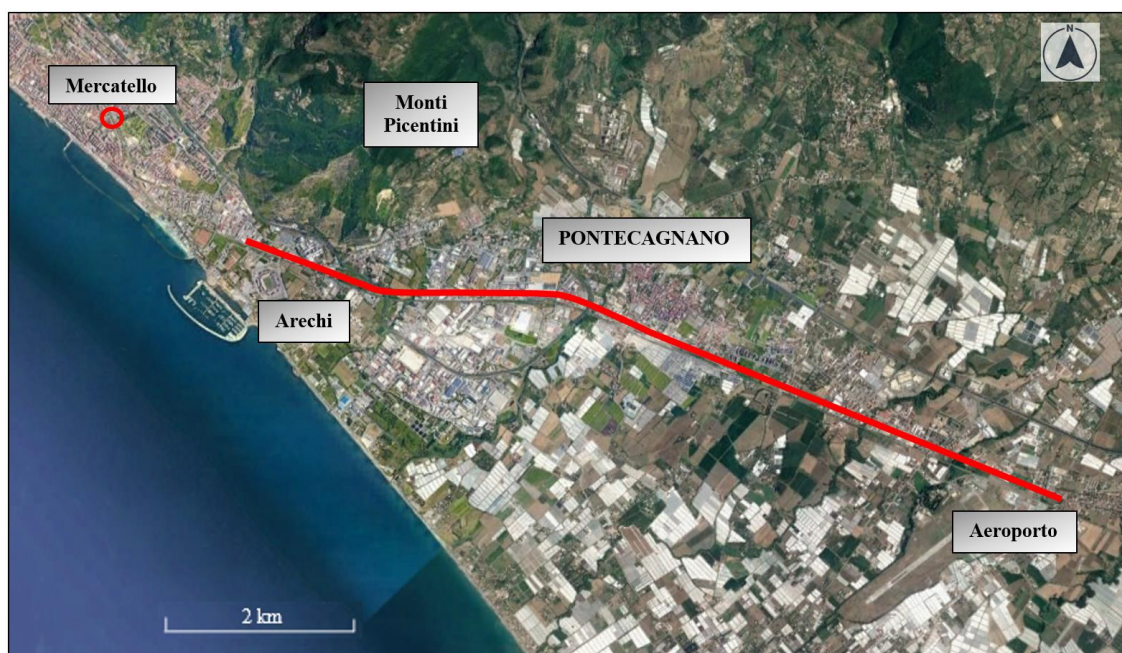 N
Mercatello
Monti
Picentini
PONTECAGNANO
Arechi
Aeroporto
2 km